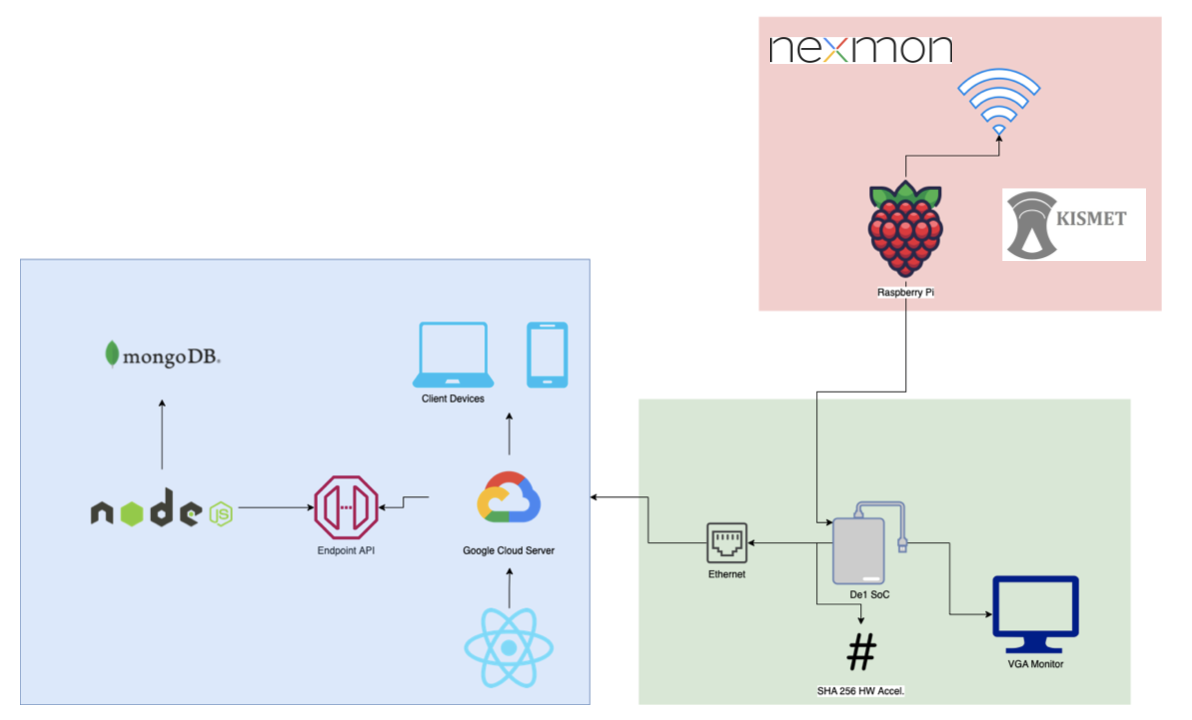 nexmon
KISMET
Raspberry Pi
mongoDB.
Client Devices
node
JS
Endpoint API
Google Cloud Server
Ethernet
De1 SoC
#
SHA 256 HW Accel.
VGA Monitor